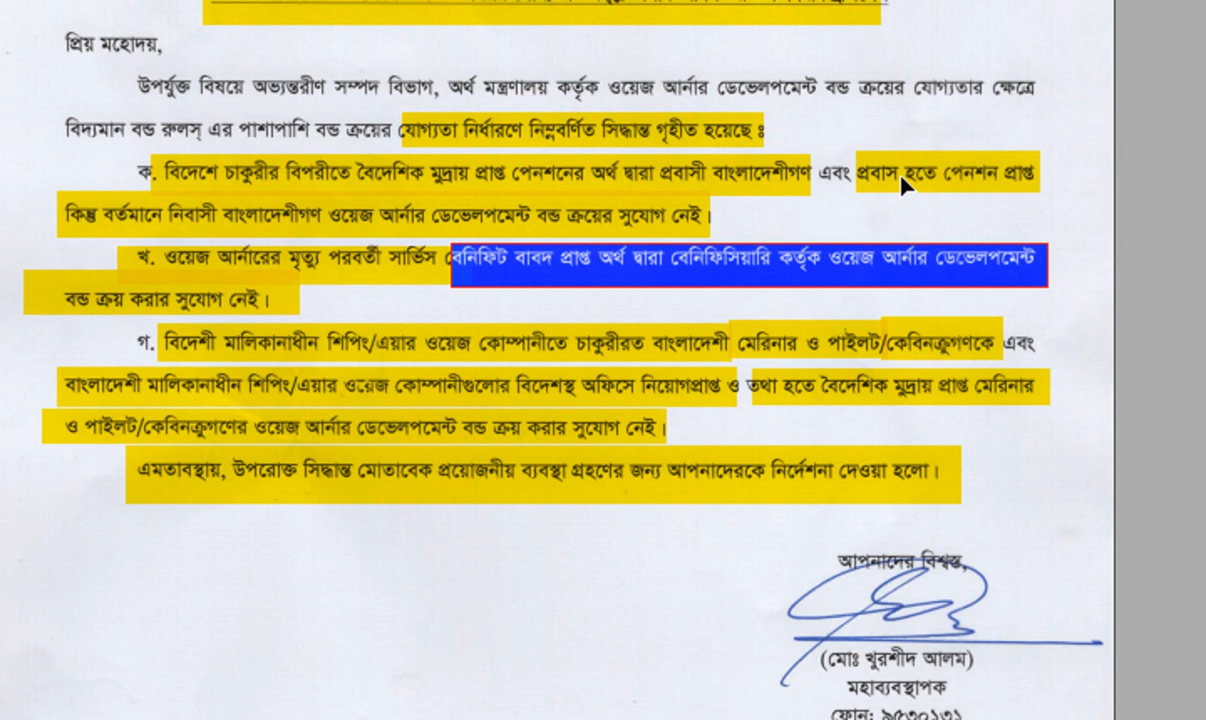 প্রিয় মহোদয়,
উপর্যুক্ত বিষয়ে অভ্যন্তরীণ সম্পদ বিভাগ, অর্থ মন্ত্রণালয় কর্তৃক ওয়েজ আর্নার ডেভেলপমেন্ট বন্ড ক্রয়ের যোগ্যতার ক্ষেত্রে
বিদ্যমান বন্ড রুলস্ এর পাশাপাশি বন্ড ক্রয়ের যোগ্যতা নির্ধারণে নিম্নবর্ণিত সিদ্ধান্ত গৃহীত হয়েছে ঃ
ক. বিদেশে চাকুরীর বিপরীতে বৈদেশিক মুদ্রায় প্রাপ্ত পেনশনের অর্থ দ্বারা প্রবাসী বাংলাদেশীগণ এবং প্রবাস হতে পেনশন প্রাপ্ত
কিন্তু বর্তমানে নিবাসী বাংলাদেশীগণ ওয়েজ আর্নার ডেভেলপমেন্ট বন্ড ক্রয়ের সুযোগ নেই।
খ. ওয়েজ আর্নারের মৃত্যু পরবর্তী সার্ভিস বেনিফিট বাবদ প্রাপ্ত অর্থ দ্বারা বেনিফিসিয়ারি কর্তৃক ওয়েজ আর্নার ডেভেলপমেন্ট
বন্ড ক্রয় করার সুযোগ নেই।
গ. বিদেশী মালিকানাধীন শিপিং/এয়ার ওয়েজ কোম্পানীতে চাকুরীরত বাংলাদেশী মেরিনার ও পাইলট/কেবিনক্রুগণকে এবং
বাংলাদেশী মালিকানাধীন শিপিং/এয়ার ওয়েজ কোম্পানীগুলোর বিদেশস্থ অফিসে নিয়োগপ্রাপ্ত ও তথা হতে বৈদেশিক মুদ্রায় প্রাপ্ত মেরিনার
ও পাইলট/কেবিনক্রুগণের ওয়েজ আর্নার ডেভেলপমেন্ট বন্ড ক্রয় করার সুযোগ নেই।
এমতাবস্থায়, উপরোক্ত সিদ্ধান্ত মোতাবেক প্রয়োজনীয় ব্যবস্থা গ্রহণের জন্য আপনাদেরকে নির্দেশনা দেওয়া হলো।
আপনাদের বিশ্বস্ত,
(মোঃ খুরশীদ আলম)
মহাব্যবস্থাপক
ফোন: ৯৫৩০১৩১